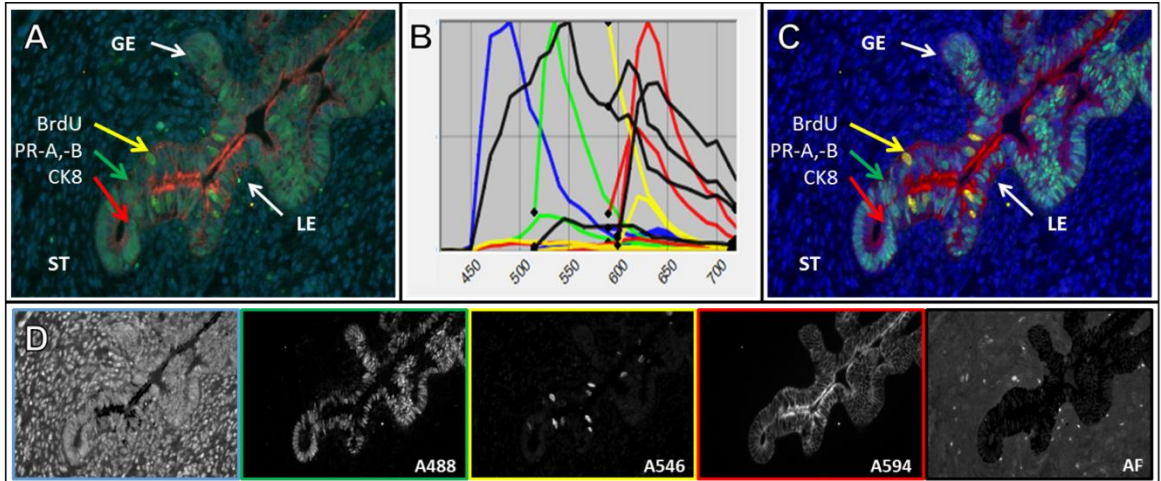 A
GE
BrdU
PR-A,-B
CK8
LE
ST
B
450
500
550
600
650
700
C
GE
BrdU
PR-A,-B
CK8
LE
ST
D
A488
A546
A594
AF